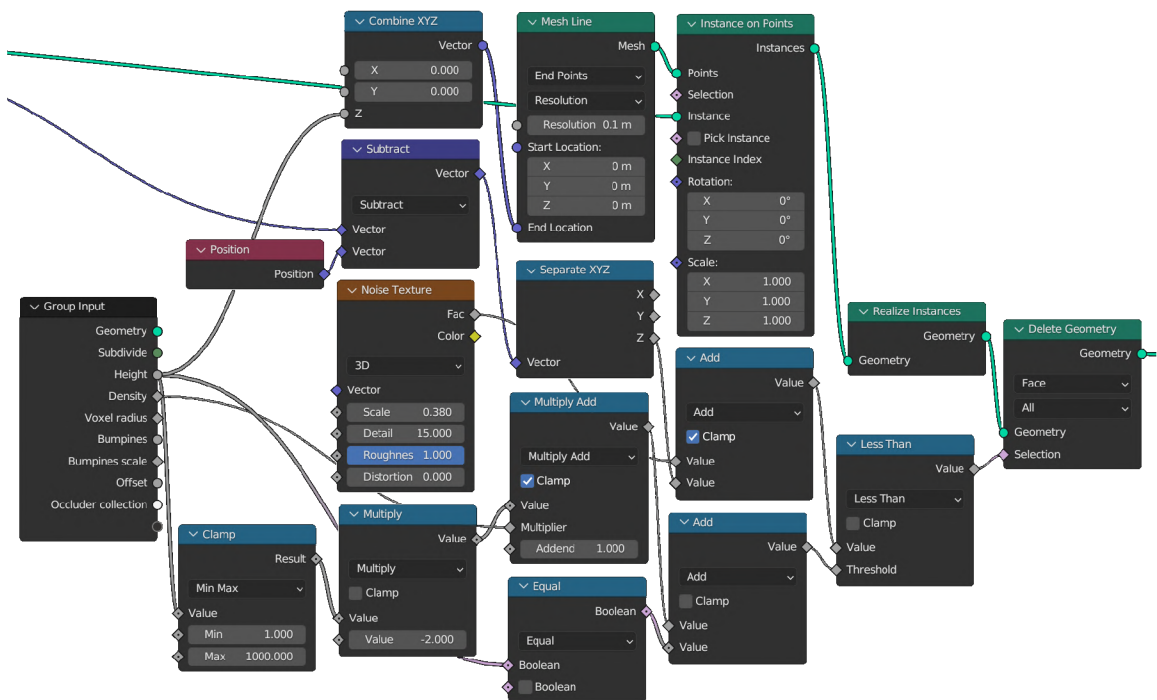 Combine XYZ
Vector
X 0.000
Y 0.000
Z
Mesh Line
Mesh
End Points
Resolution
Resolution 0.1 m
Start Location:
X 0 m
Y 0 m
Z 0 m
End Location
Instance on Points
Instances
Points
Selection
Instance
Pick Instance
Instance Index
Rotation:
X 0°
Y 0°
Z 0°
Scale:
X 1.000
Y 1.000
Z 1.000
Subtract
Vector
Subtract
Vector
Vector
Position
Position
Separate XYZ
X
Y
Z
Vector
Noise Texture
Fac
Color
3D
Vector
Scale 0.380
Detail 15.000
Roughnes 1.000
Distortion 0.000
Group Input
Geometry
Subdivide
Height
Density
Voxel radius
Bumpines
Bumpines scale
Offset
Occluder collection
Realize Instances
Geometry
Geometry
Delete Geometry
Geometry
Face
All
Geometry
Selection
Add
Value
Add
Clamp
Value
Value
Multiply Add
Value
Multiply Add
Clamp
Value
Multiplier
Addend 1.000
Less Than
Value
Less Than
Clamp
Value
Threshold
Clamp
Result
Min Max
Value
Min 1.000
Max 1000.000
Multiply
Value
Multiply
Clamp
Value
Value -2.000
Add
Value
Add
Clamp
Value
Value
Equal
Boolean
Equal
Boolean
Boolean